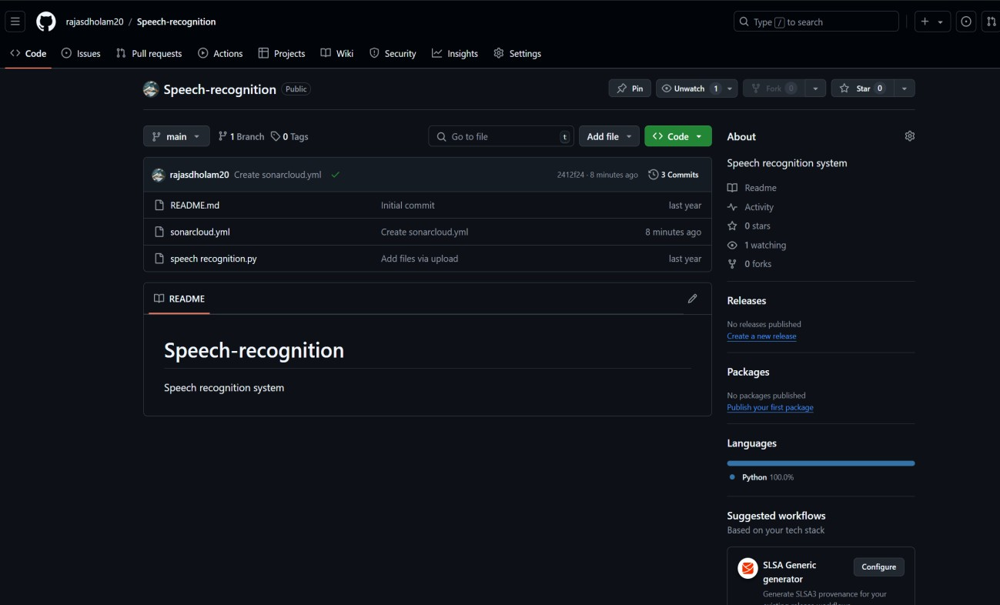 rajasdholam20 / Speech-recognition
Type / to search
Code Issues Pull requests Actions Projects Wiki Security Insights Settings
Speech-recognition Public
Pin Unwatch 1 Fork 0 Star 0
main 1 Branch 0 Tags
Go to file t Add file Code
rajasdholam20 Create sonarcloud.yml 2412f24 · 8 minutes ago 3 Commits
README.md Initial commit last year
sonarcloud.yml Create sonarcloud.yml 8 minutes ago
speech recognition.py Add files via upload last year
README
Speech-recognition
Speech recognition system
About
Speech recognition system
Readme
Activity
0 stars
1 watching
0 forks
Releases
No releases published
Create a new release
Packages
No packages published
Publish your first package
Languages
Python 100.0%
Suggested workflows
Based on your tech stack
SLSA Generic
generator
Configure
Generate SLSA3 provenance for your
existing release workflows